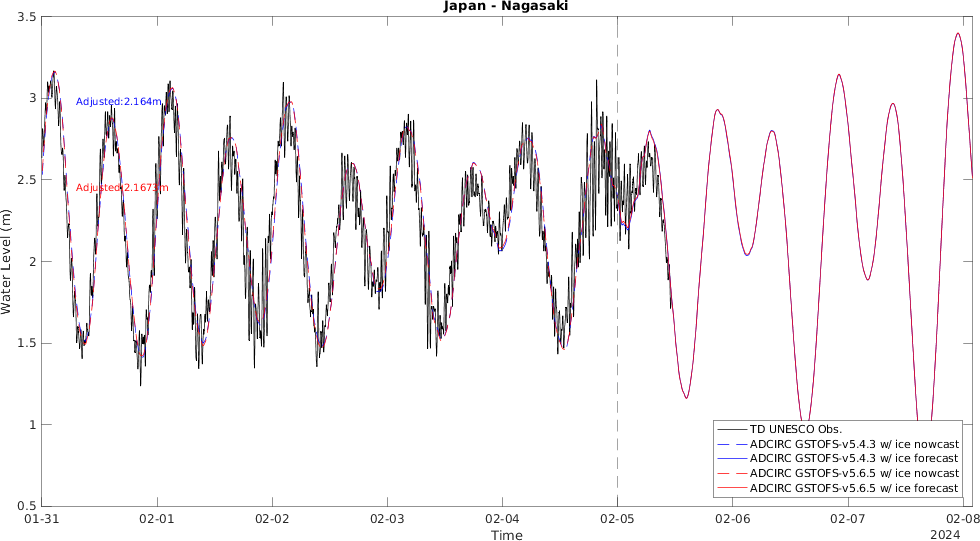 Japan - Nagasaki
3.5
3
2.5
2
1.5
1
0.5
Water Level (m)
Adjusted:2.164m
Adjusted:2.1673m
TD UNESCO Obs.
ADCIRC GSTOFS-v5.4.3 w/ ice nowcast
ADCIRC GSTOFS-v5.4.3 w/ ice forecast
ADCIRC GSTOFS-v5.6.5 w/ ice nowcast
ADCIRC GSTOFS-v5.6.5 w/ ice forecast
01-31 02-01 02-02 02-03 02-04 02-05 02-06 02-07 02-08
Time
2024